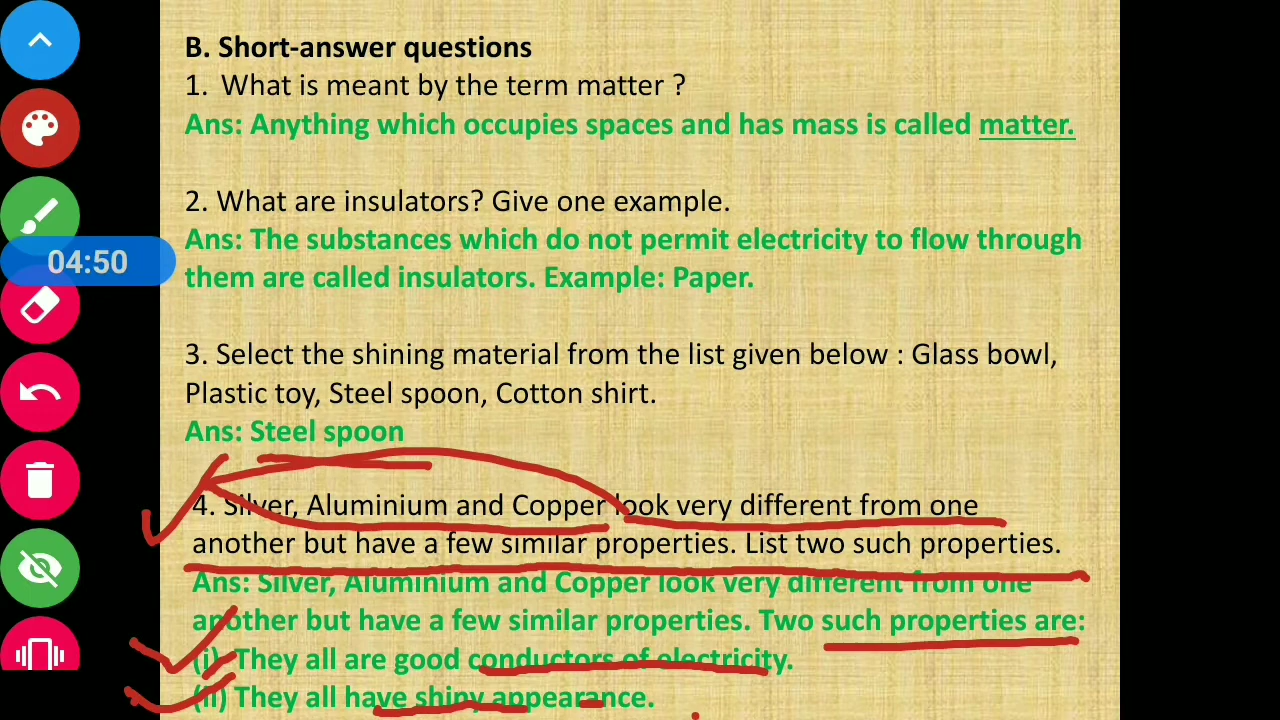 B. Short-answer questions
1. What is meant by the term matter ?
Ans: Anything which occupies spaces and has mass is called matter.
2. What are insulators? Give one example.
Ans: The substances which do not permit electricity to flow through
04:50
them are called insulators. Example: Paper.
3. Select the shining material from the list given below : Glass bowl,
Plastic toy, Steel spoon, Cotton shirt.
Ans: Steel spoon
4. Silver, Aluminium and Copper look very different from one
another but have a few similar properties. List two such properties.
Ans: Silver, Aluminium and Copper look very different from one
another but have a few similar properties. Two such properties are:
(i) They all are good conductors of electricity.
(ii) They all have shiny appearance.